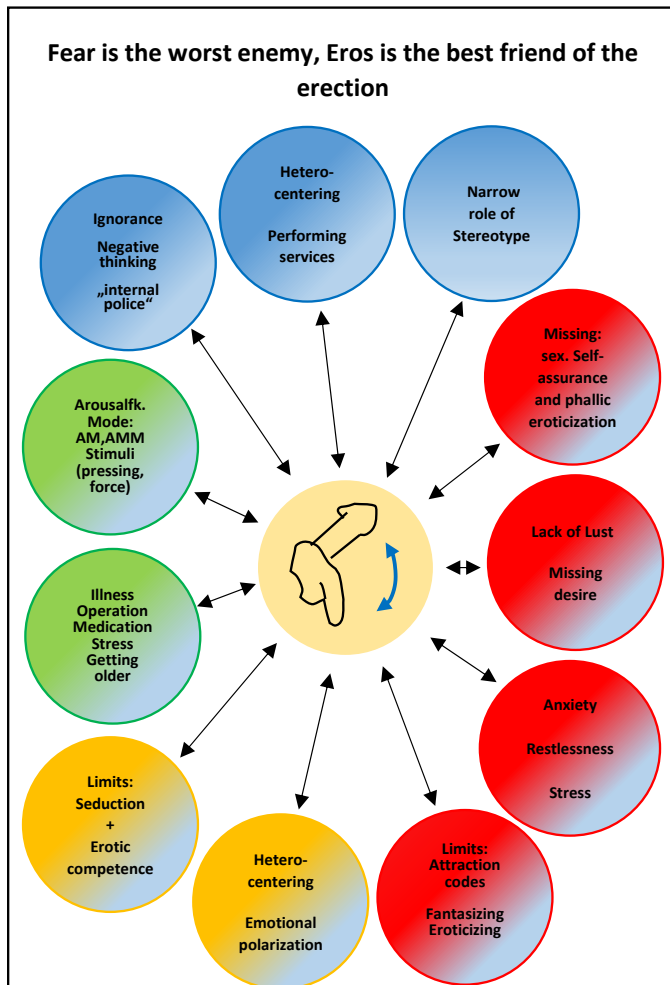 Fear is the worst enemy, Eros is the best friend of the
erection
Ignorance
Negative
thinking
„internal
police“
Hetero-
centering
Performing
services
Narrow
role of
Stereotype
Missing:
sex. Self-
assurance
and phallic
eroticization
Arousalfk.
Mode:
AM,AMM
Stimuli
(pressing,
force)
Lack of Lust
Missing
desire
Illness
Operation
Medication
Stress
Getting
older
Anxiety
Restlessness
Stress
Limits:
Seduction
+
Erotic
competence
Hetero-
centering
Emotional
polarization
Limits:
Attraction
codes
Fantasizing
Eroticizing